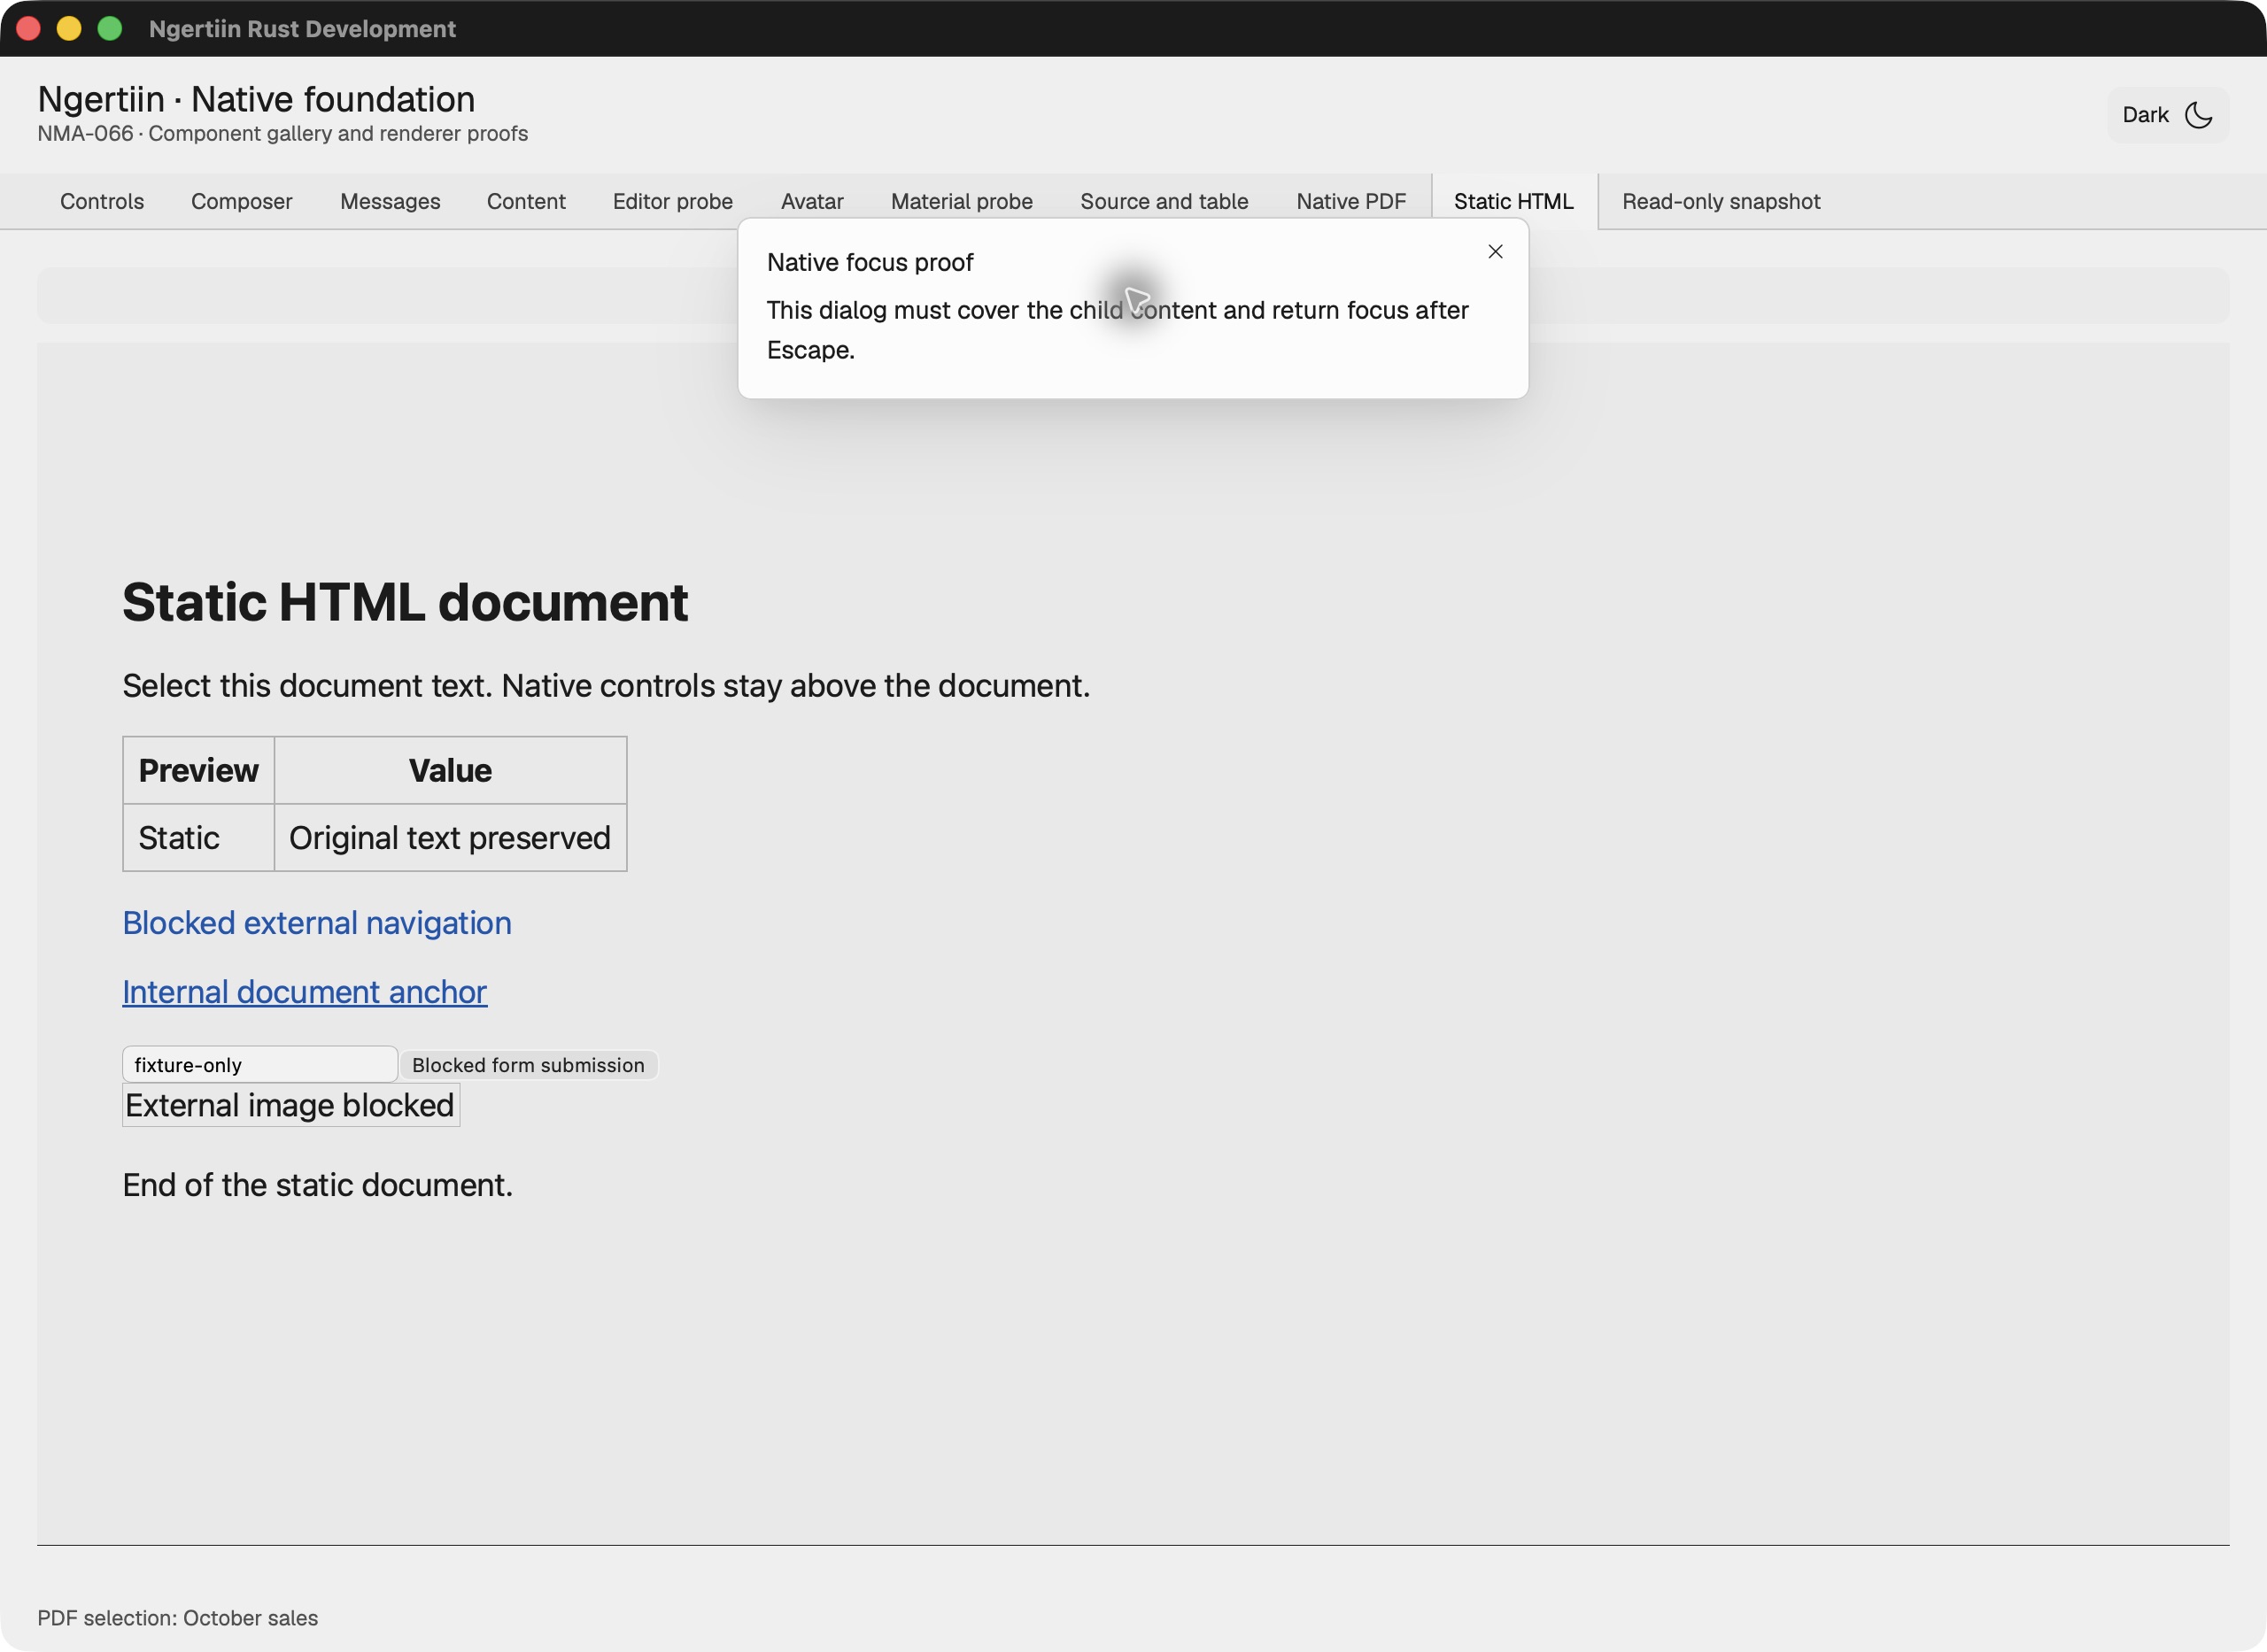 Ngertiin Rust Development
Ngertiin · Native foundation
NMA-066 · Component gallery and renderer proofs
Dark
Controls Composer Messages Content Editor probe Avatar Material probe Source and table Native PDF Static HTML Read-only snapshot
Native focus proof
This dialog must cover the child content and return focus after
Escape.
Static HTML document
Select this document text. Native controls stay above the document.
Preview Value
Static Original text preserved
Blocked external navigation
Internal document anchor
fixture-only Blocked form submission
External image blocked
End of the static document.
PDF selection: October sales